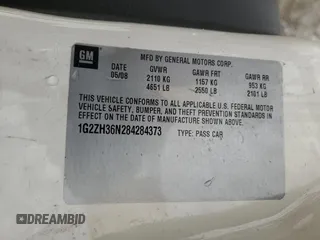 GM
MFD BY GENERAL MOTORS CORP.
DATE GVWR GAWR FRT GAWR RR
05/08 2110 KG 1157 KG 953 KG
4651 LB 2550 LB 2101 LB
THIS VEHICLE CONFORMS TO ALL APPLICABLE U.S. FEDERAL MOTOR
VEHICLE SAFETY, BUMPER, AND THEFT PREVENTION STANDARDS
IN EFFECT ON THE DATE OF MANUFACTURE SHOWN ABOVE.
1G2ZH36N284284373 TYPE: PASS CAR
DREAMBID